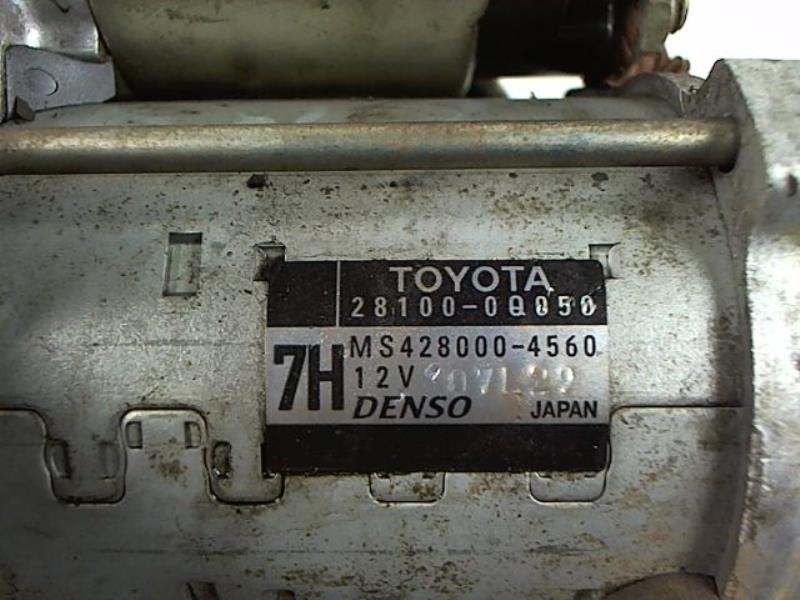 TOYOTA
28100-0Q050
7H
MS428000-4560
12V
DENSO JAPAN